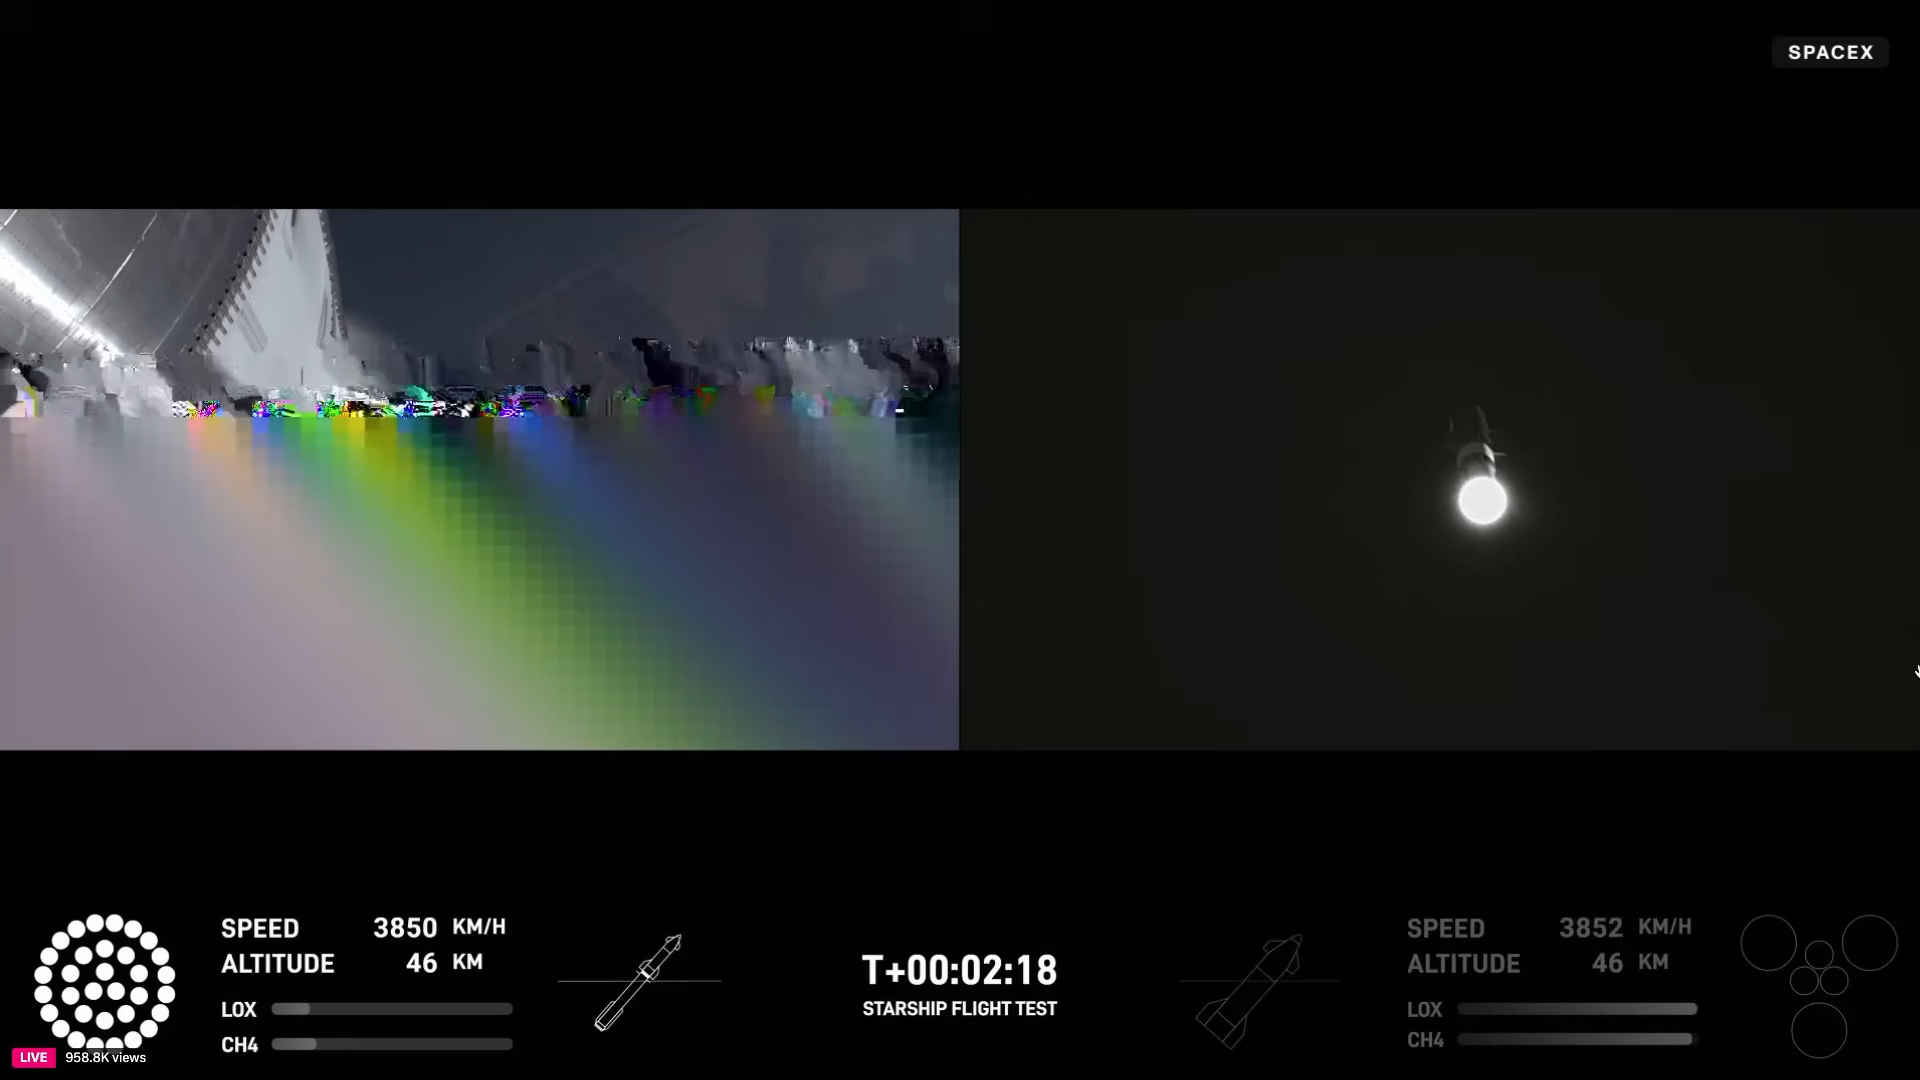 SPACEX
SPEED 3850 KM/H
ALTITUDE 46 KM
LOX
CH4
LIVE 958.8K views
T+00:02:18
STARSHIP FLIGHT TEST
SPEED 3852 KM/H
ALTITUDE 46 KM
LOX
CH4